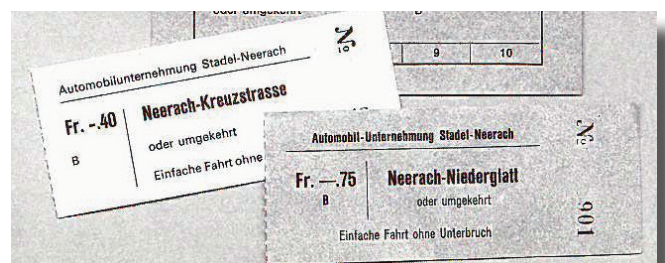 oder umgekehrt
9 10
Automobilunternehmung Stadel-Neerach
Nº
Fr. -.40 Neerach-Kreuzstrasse
B oder umgekehrt
Einfache Fahrt ohne
Automobil-Unternehmung Stadel-Neerach
Nº
Fr. —.75 Neerach-Niederglatt
B oder umgekehrt
901
Einfache Fahrt ohne Unterbruch